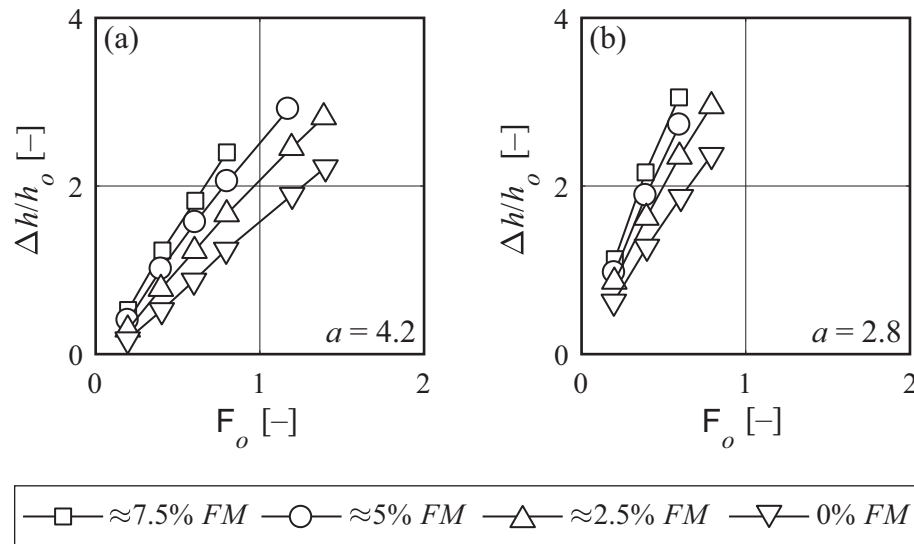 4
(a)
Δh/h_o [–]
2
a = 4.2
0
0
1
2
F_o [–]
4
(b)
Δh/h_o [–]
2
a = 2.8
0
0
1
2
F_o [–]
≈7.5% FM ≈5% FM ≈2.5% FM 0% FM